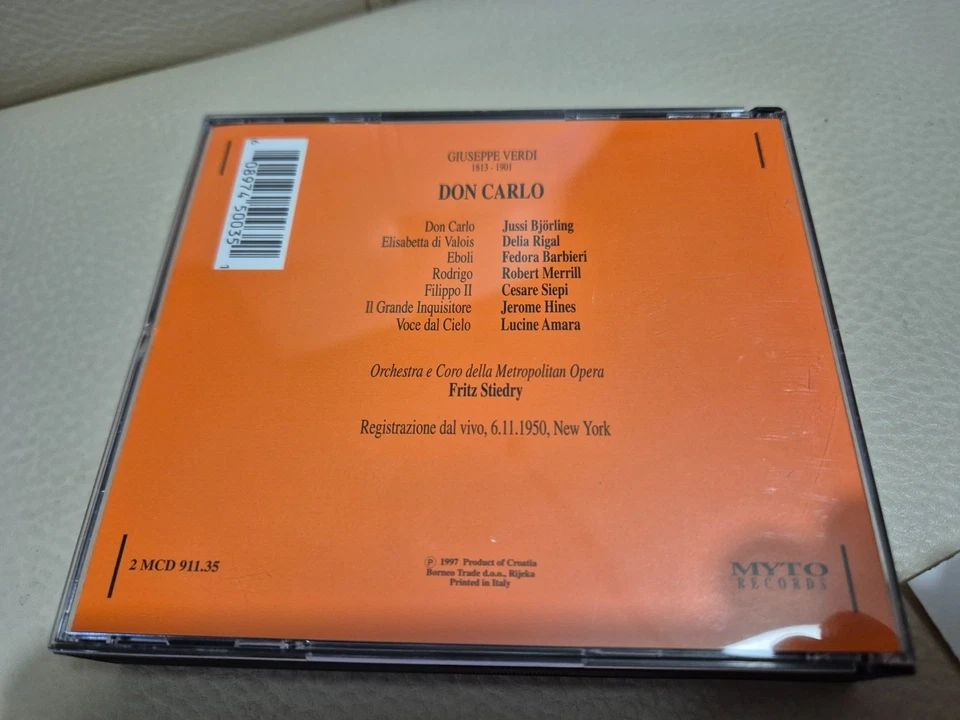 GIUSEPPE VERDI
1813 - 1901
DON CARLO
Don Carlo Jussi Björling
Elisabetta di Valois Delia Rigal
Eboli Fedora Barbieri
Rodrigo Robert Merrill
Filippo II Cesare Siepi
Il Grande Inquisitore Jerome Hines
Voce dal Cielo Lucine Amara
Orchestra e Coro della Metropolitan Opera
Fritz Stiedry
Registrazione dal vivo, 6.11.1950, New York
2 MCD 911.35
℗ 1997 Product of Croatia
Borneo Trade d.o.o., Rijeka
Printed in Italy
MYTO
RECORDS
08974 50035 1